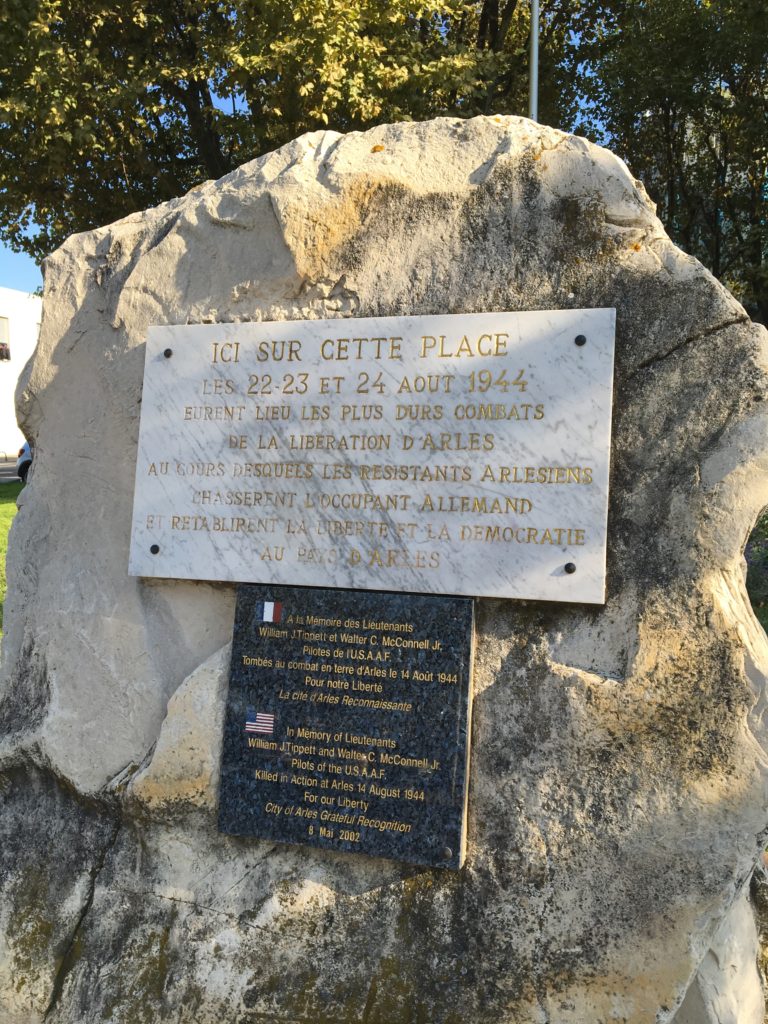 ICI SUR CETTE PLACE
LES 22-23 ET 24 AOUT 1944
EURENT LIEU LES PLUS DURS COMBATS
DE LA LIBERATION D'ARLES
AU COURS DESQUELS LES RESISTANTS ARLESIENS
CHASSERENT L'OCCUPANT ALLEMAND
ET RETABLIRENT LA LIBERTE ET LA DEMOCRATIE
AU PAYS D'ARLES
A la Mémoire des Lieutenants
William J.Tippett et Walter C. McConnell Jr.
Pilotes de l'U.S.A.A.F.
Tombés au combat en terre d'Arles le 14 Août 1944
Pour notre Liberté
La cité d'Arles Reconnaissante
In Memory of Lieutenants
William J.Tippett and Walter C. McConnell Jr.
Pilots of the U.S.A.A.F.
Killed in Action at Arles 14 August 1944
For our Liberty
City of Arles Grateful Recognition
8 Mai 2002